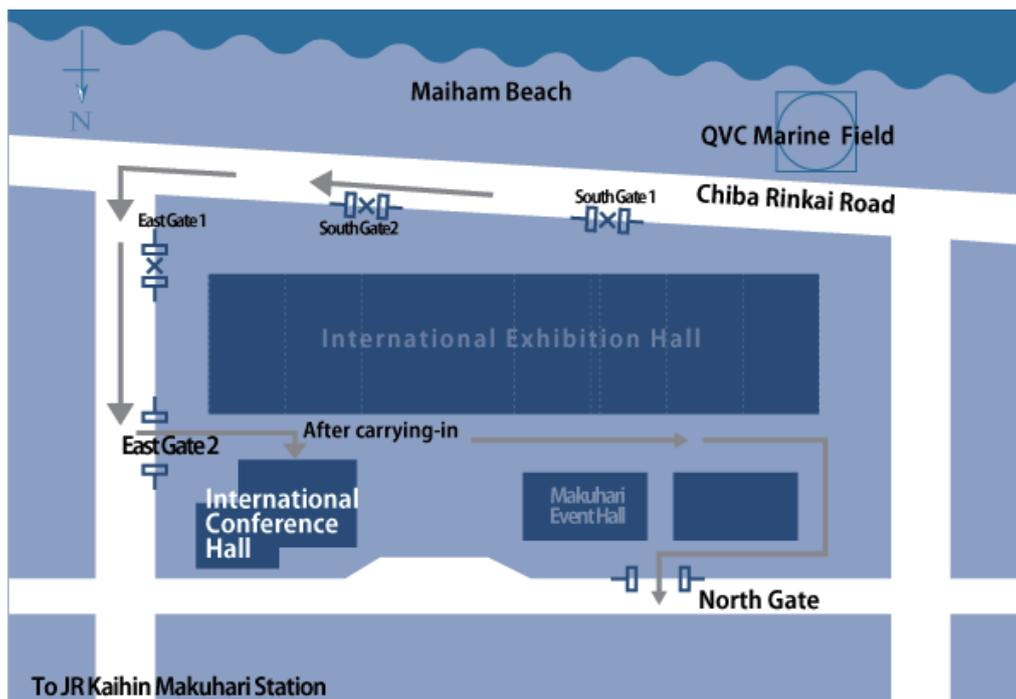 Maiham Beach
N
QVC Marine Field
Chiba Rinkai Road
South Gate 1
East Gate 1
South Gate2
International Exhibition Hall
After carrying-in
East Gate 2
International
Conference
Hall
Makuhari
Event Hall
North Gate
To JR Kaihin Makuhari Station